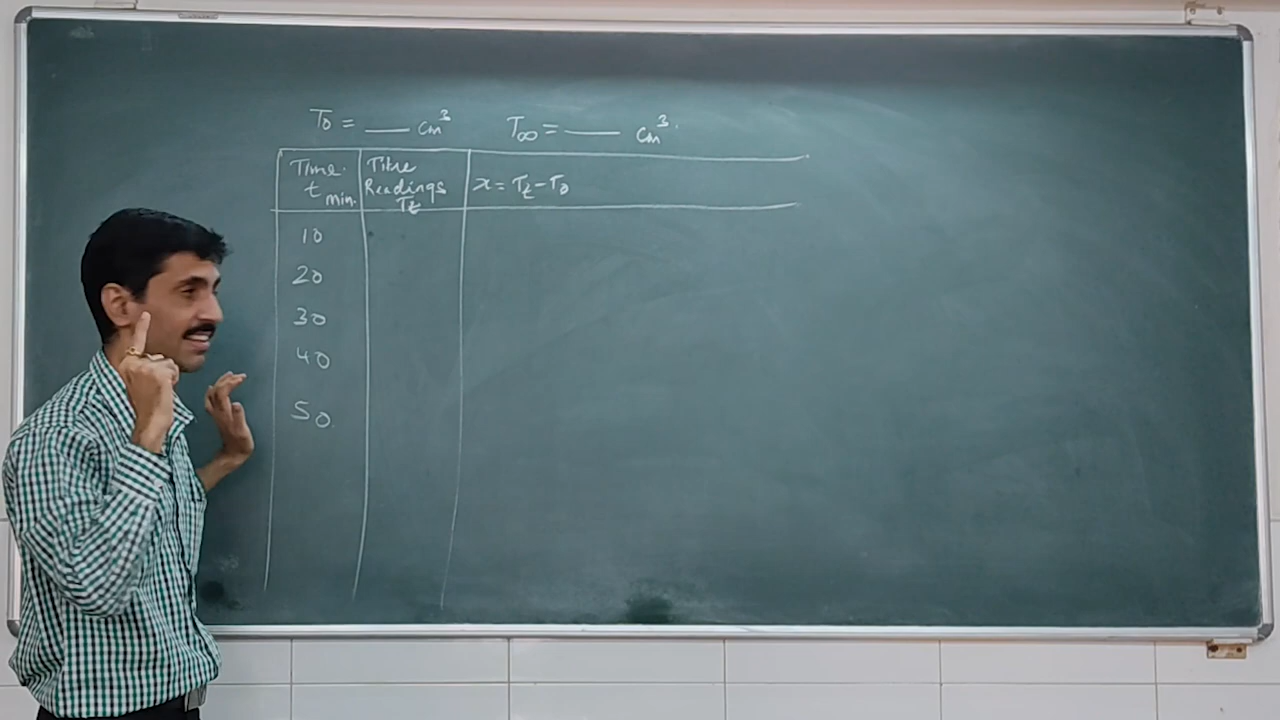 T0 = ___ cm³ T∞ = ___ cm³.
Time. t min.
Titre Readings Tt
x = Tt - T0
10
20
30
40
50.